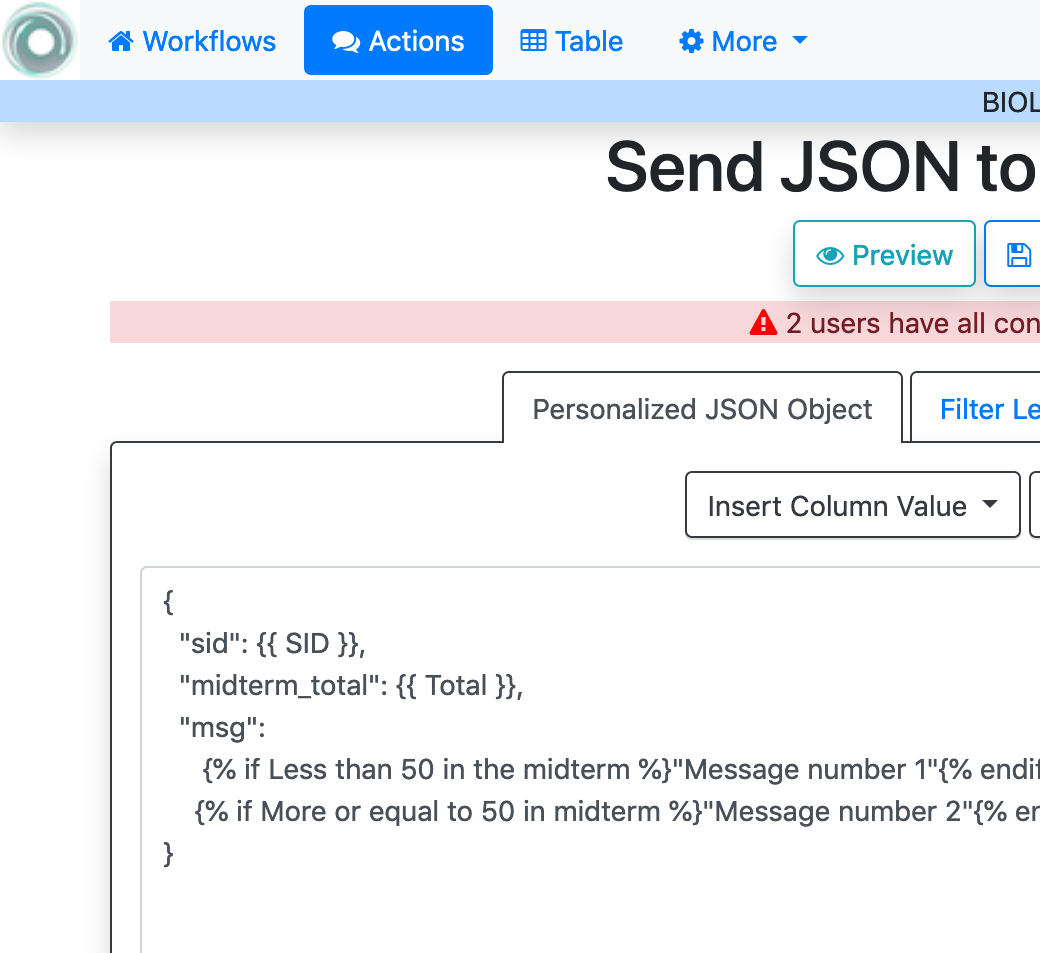 Workflows Actions Table More
BIOL
Send JSON to
Preview
2 users have all con
Personalized JSON Object Filter Le
Insert Column Value
{
"sid": {{ SID }},
"midterm_total": {{ Total }},
"msg":
{% if Less than 50 in the midterm %}"Message number 1"{% endif
{% if More or equal to 50 in midterm %}"Message number 2"{% en
}